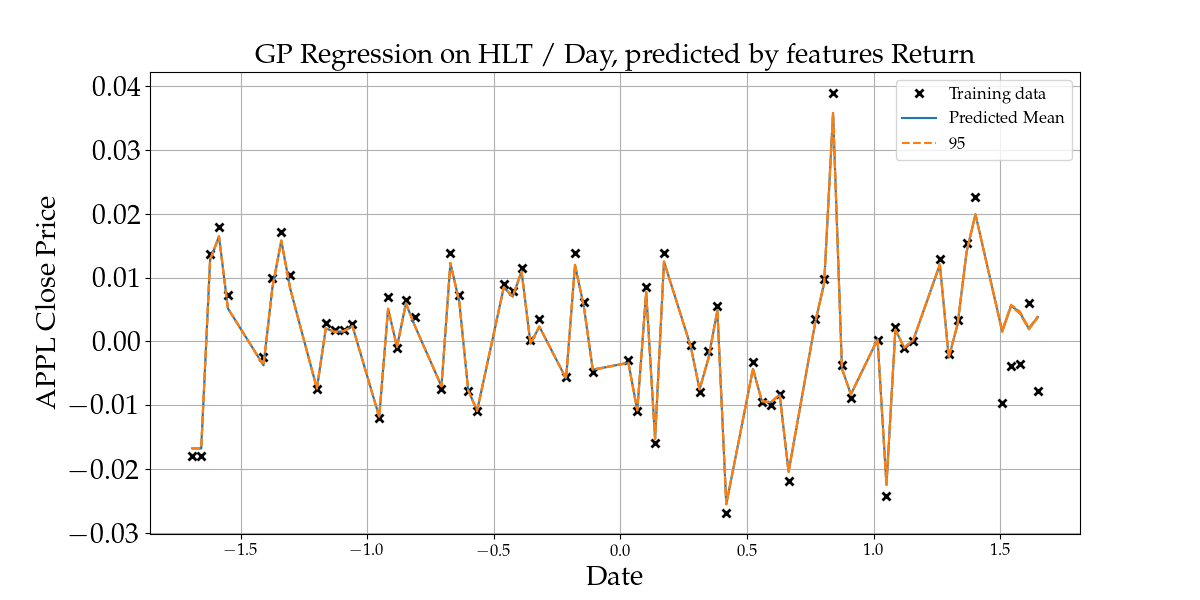 GP Regression on HLT / Day, predicted by features Return
APPL Close Price
0.04
0.03
0.02
0.01
0.00
−0.01
−0.02
−0.03
Training data
Predicted Mean
95
−1.5 −1.0 −0.5 0.0 0.5 1.0 1.5
Date